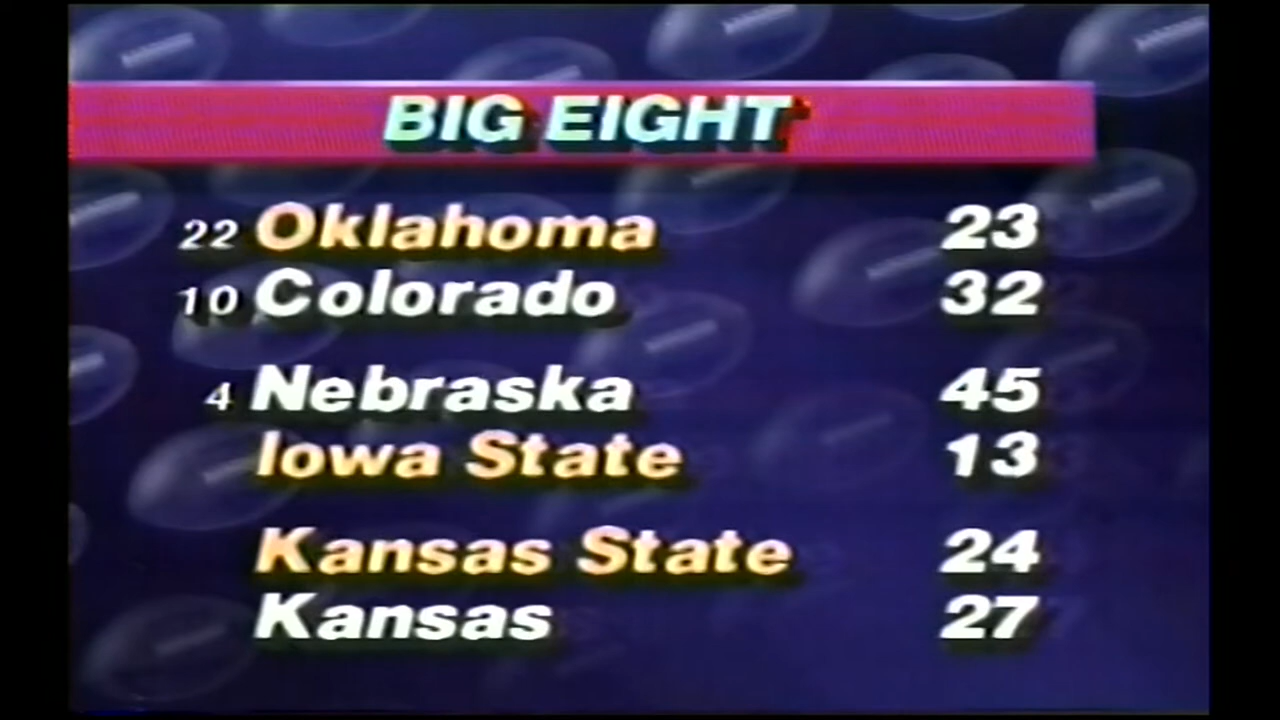 BIG EIGHT
22 Oklahoma 23
10 Colorado 32
4 Nebraska 45
Iowa State 13
Kansas State 24
Kansas 27